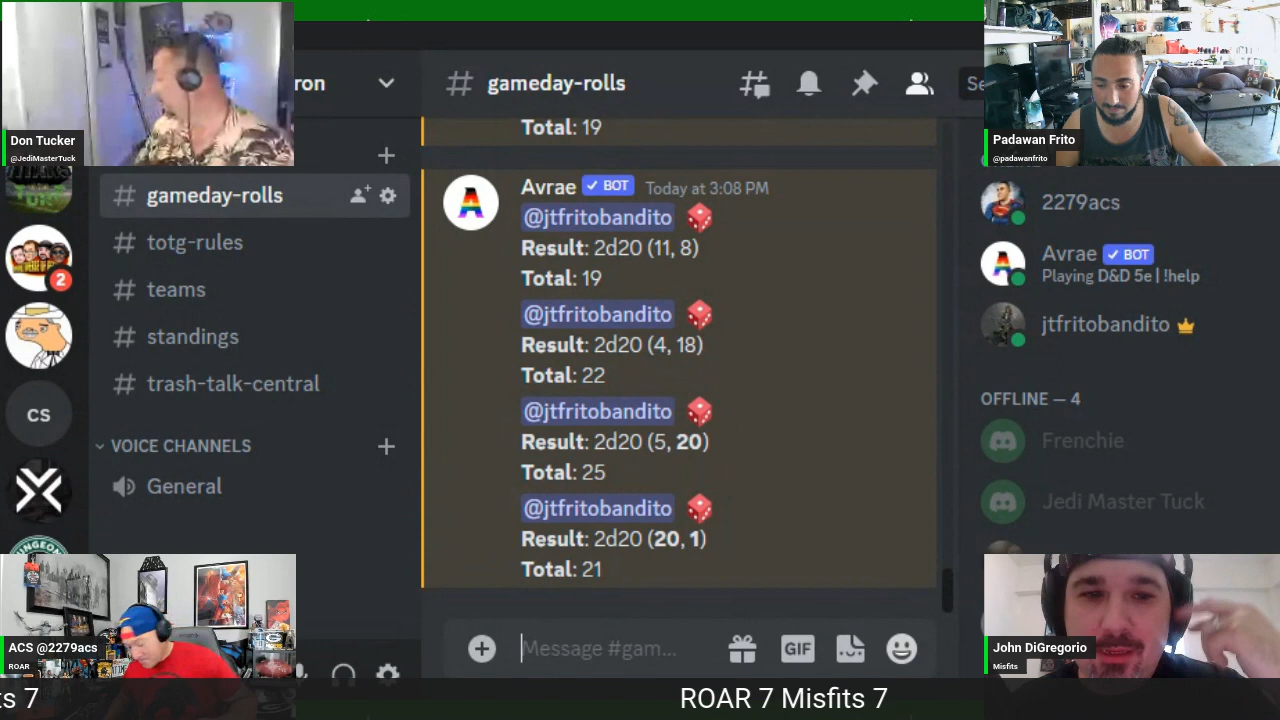 Don Tucker
@JediMasterTuck
ron
# gameday-rolls
Se
Padawan Frito
@padawanfrito
Total: 19
# gameday-rolls
# totg-rules
# teams
# standings
# trash-talk-central
VOICE CHANNELS
General
2
CS
Avrae ✓ BOT Today at 3:08 PM
@jtfritobandito
Result: 2d20 (11, 8)
Total: 19
@jtfritobandito
Result: 2d20 (4, 18)
Total: 22
@jtfritobandito
Result: 2d20 (5, 20)
Total: 25
@jtfritobandito
Result: 2d20 (20, 1)
Total: 21
Message #gam...
GIF
2279acs
Avrae ✓ BOT
Playing D&D 5e | !help
jtfritobandito
OFFLINE — 4
Frenchie
Jedi Master Tuck
ACS @2279acs
ROAR
John DiGregorio
Misfits
ts 7
ROAR 7 Misfits 7